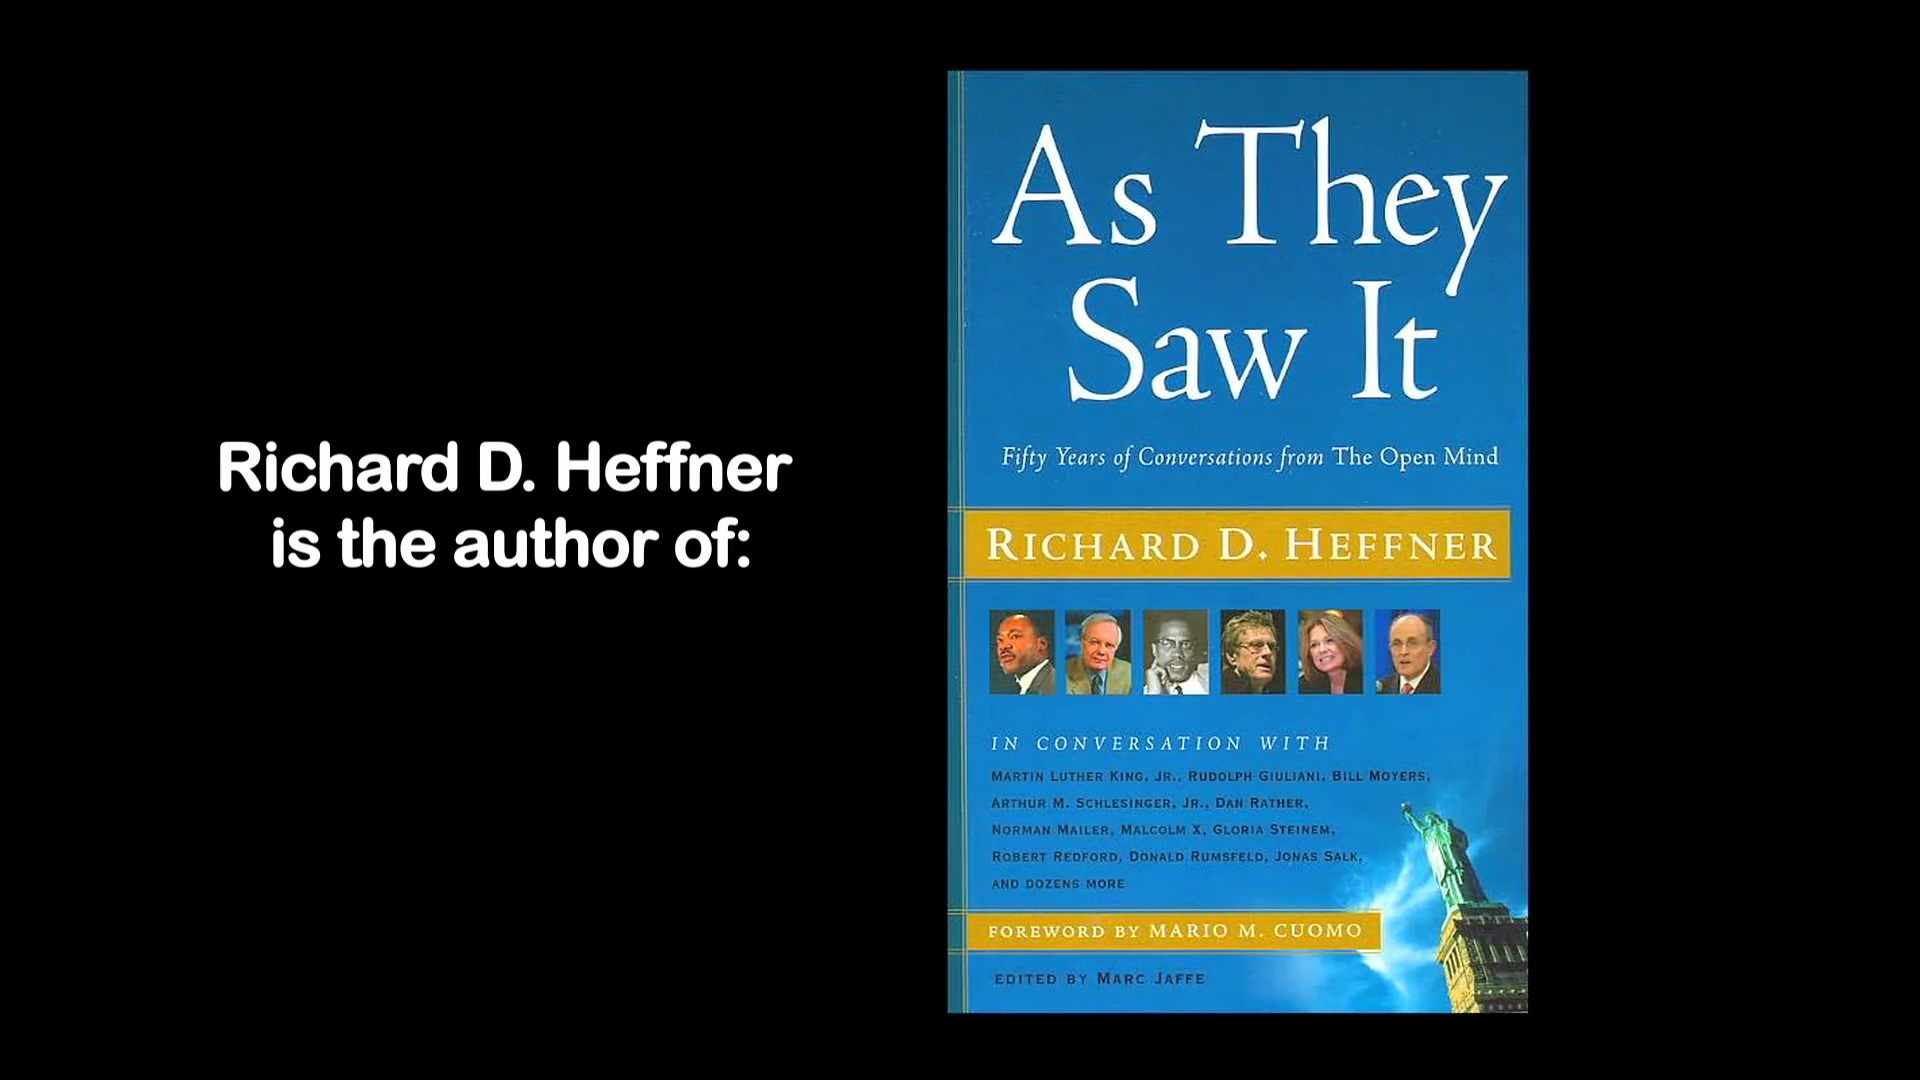 Richard D. Heffner
is the author of:
As They
Saw It
Fifty Years of Conversations from The Open Mind
RICHARD D. HEFFNER
IN CONVERSATION WITH
MARTIN LUTHER KING, JR., RUDOLPH GIULIANI, BILL MOYERS,
ARTHUR M. SCHLESINGER, JR., DAN RATHER,
NORMAN MAILER, MALCOLM X, GLORIA STEINEM,
ROBERT REDFORD, DONALD RUMSFELD, JONAS SALK,
AND DOZENS MORE
FOREWORD BY MARIO M. CUOMO
EDITED BY MARC JAFFE